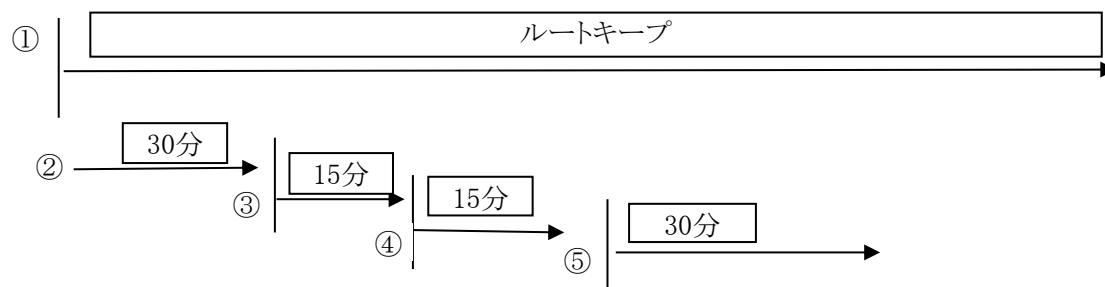 ① ルートキープ
② 30分
③ 15分
④ 15分
⑤ 30分